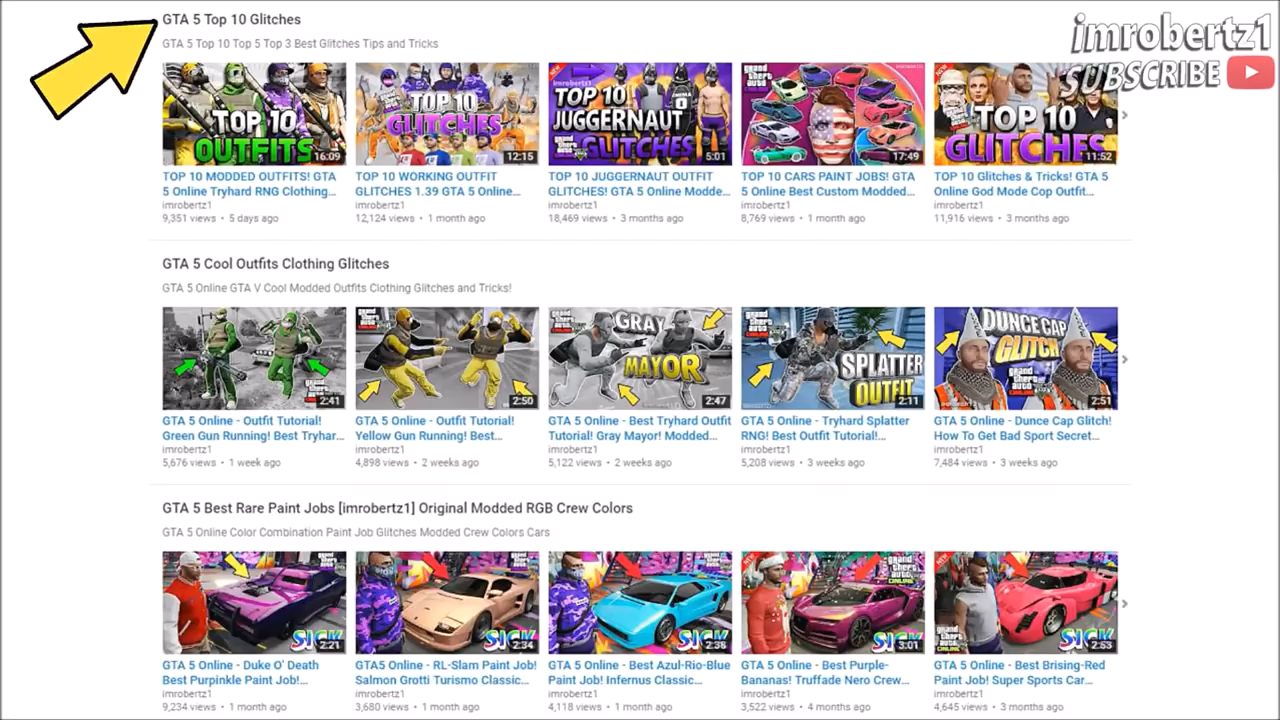 GTA 5 Top 10 Glitches
imrobertz1
SUBSCRIBE
GTA 5 Top 10 Top 5 Top 3 Best Glitches Tips and Tricks
TOP 10
OUTFITS
16:09
TOP 10
GLITCHES
12:15
TOP 10
JUGGERNAUT
GLITCHES
5:01
17:49
TOP 10
GLITCHES
11:52
TOP 10 MODDED OUTFITS! GTA
5 Online Tryhard RNG Clothing...
imrobertz1
9,351 views • 5 days ago
TOP 10 WORKING OUTFIT
GLITCHES 1.39 GTA 5 Online...
imrobertz1
12,124 views • 1 month ago
TOP 10 JUGGERNAUT OUTFIT
GLITCHES! GTA 5 Online Modde...
imrobertz1
18,469 views • 3 months ago
TOP 10 CARS PAINT JOBS! GTA
5 Online Best Custom Modded...
imrobertz1
8,769 views • 1 month ago
TOP 10 Glitches & Tricks! GTA 5
Online God Mode Cop Outfit...
imrobertz1
11,916 views • 3 months ago
GTA 5 Cool Outfits Clothing Glitches
GTA 5 Online GTA V Cool Modded Outfits Clothing Glitches and Tricks!
2:41
2:50
GRAY
MAYOR
2:47
SPLATTER
OUTFIT
2:11
DUNCE CAP
GLITCH
2:51
GTA 5 Online - Outfit Tutorial!
Green Gun Running! Best Tryhar...
imrobertz1
5,676 views • 1 week ago
GTA 5 Online - Outfit Tutorial!
Yellow Gun Running! Best...
imrobertz1
4,898 views • 2 weeks ago
GTA 5 Online - Best Tryhard Outfit
Tutorial! Gray Mayor! Modded...
imrobertz1
5,122 views • 2 weeks ago
GTA 5 Online - Tryhard Splatter
RNG! Best Outfit Tutorial!...
imrobertz1
5,208 views • 3 weeks ago
GTA 5 Online - Dunce Cap Glitch!
How To Get Bad Sport Secret...
imrobertz1
7,484 views • 3 weeks ago
GTA 5 Best Rare Paint Jobs [imrobertz1] Original Modded RGB Crew Colors
GTA 5 Online Color Combination Paint Job Glitches Modded Crew Colors Cars
SICK
2:21
SICK
2:34
SICK
2:38
grand
theft
auto
ONLINE
SICK
3:01
SICK
2:53
GTA 5 Online - Duke O' Death
Best Purpinkle Paint Job!...
imrobertz1
9,234 views • 1 month ago
GTA5 Online - RL-Slam Paint Job!
Salmon Grotti Turismo Classic...
imrobertz1
3,680 views • 1 month ago
GTA 5 Online - Best Azul-Rio-Blue
Paint Job! Infernus Classic...
imrobertz1
4,118 views • 1 month ago
GTA 5 Online - Best Purple-
Bananas! Truffade Nero Crew...
imrobertz1
3,522 views • 4 months ago
GTA 5 Online - Best Brising-Red
Paint Job! Super Sports Car...
imrobertz1
4,645 views • 3 months ago